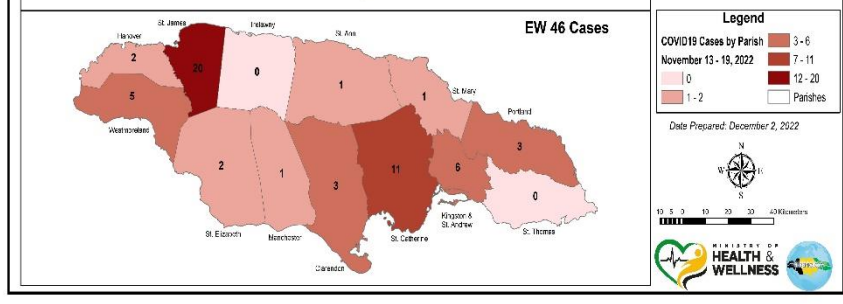 EW 46 Cases
St. James
Trelawny
St. Ann
Hanover
2
20
0
1
1
St. Mary
Portland
5
Westmoreland
2
1
3
11
6
3
0
St. Elizabeth
Manchester
Clarendon
St. Catherine
Kingston &
St. Andrew
St. Thomas
Legend
COVID19 Cases by Parish
November 13 - 19, 2022
0
1 - 2
3 - 6
7 - 11
12 - 20
Parishes
Date Prepared: December 2, 2022
N
W
E
S
10 5 0 10 20 30 40 Kilometers
MINISTRY OF
HEALTH &
WELLNESS